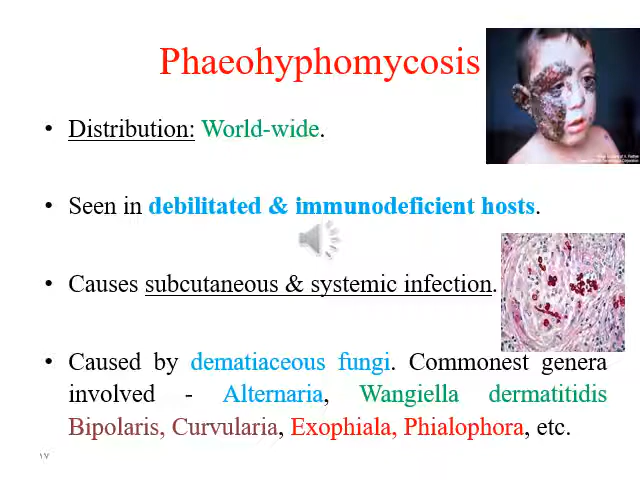 Phaeohyphomycosis
• Distribution: World-wide.
• Seen in debilitated & immunodeficient hosts.
• Causes subcutaneous & systemic infection.
• Caused by dematiaceous fungi. Commonest genera
involved - Alternaria, Wangiella dermatitidis
Bipolaris, Curvularia, Exophiala, Phialophora, etc.
١٧